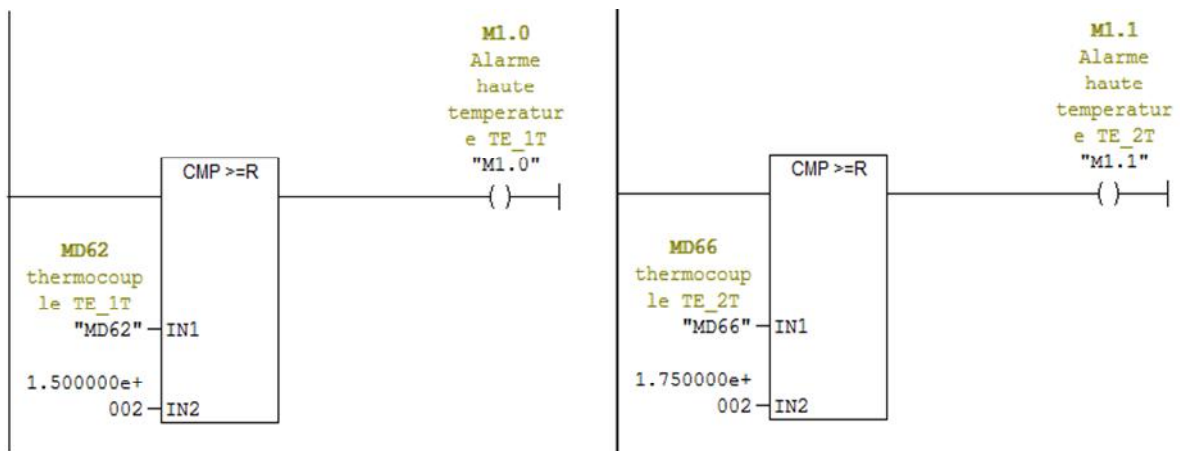 M1.0
Alarme
haute
temperatur
e TE_1T
"M1.0"
CMP >=R
MD62
thermocoup
le TE_1T
"MD62"
IN1
1.500000e+
002
IN2
M1.1
Alarme
haute
temperatur
e TE_2T
"M1.1"
CMP >=R
MD66
thermocoup
le TE_2T
"MD66"
IN1
1.750000e+
002
IN2